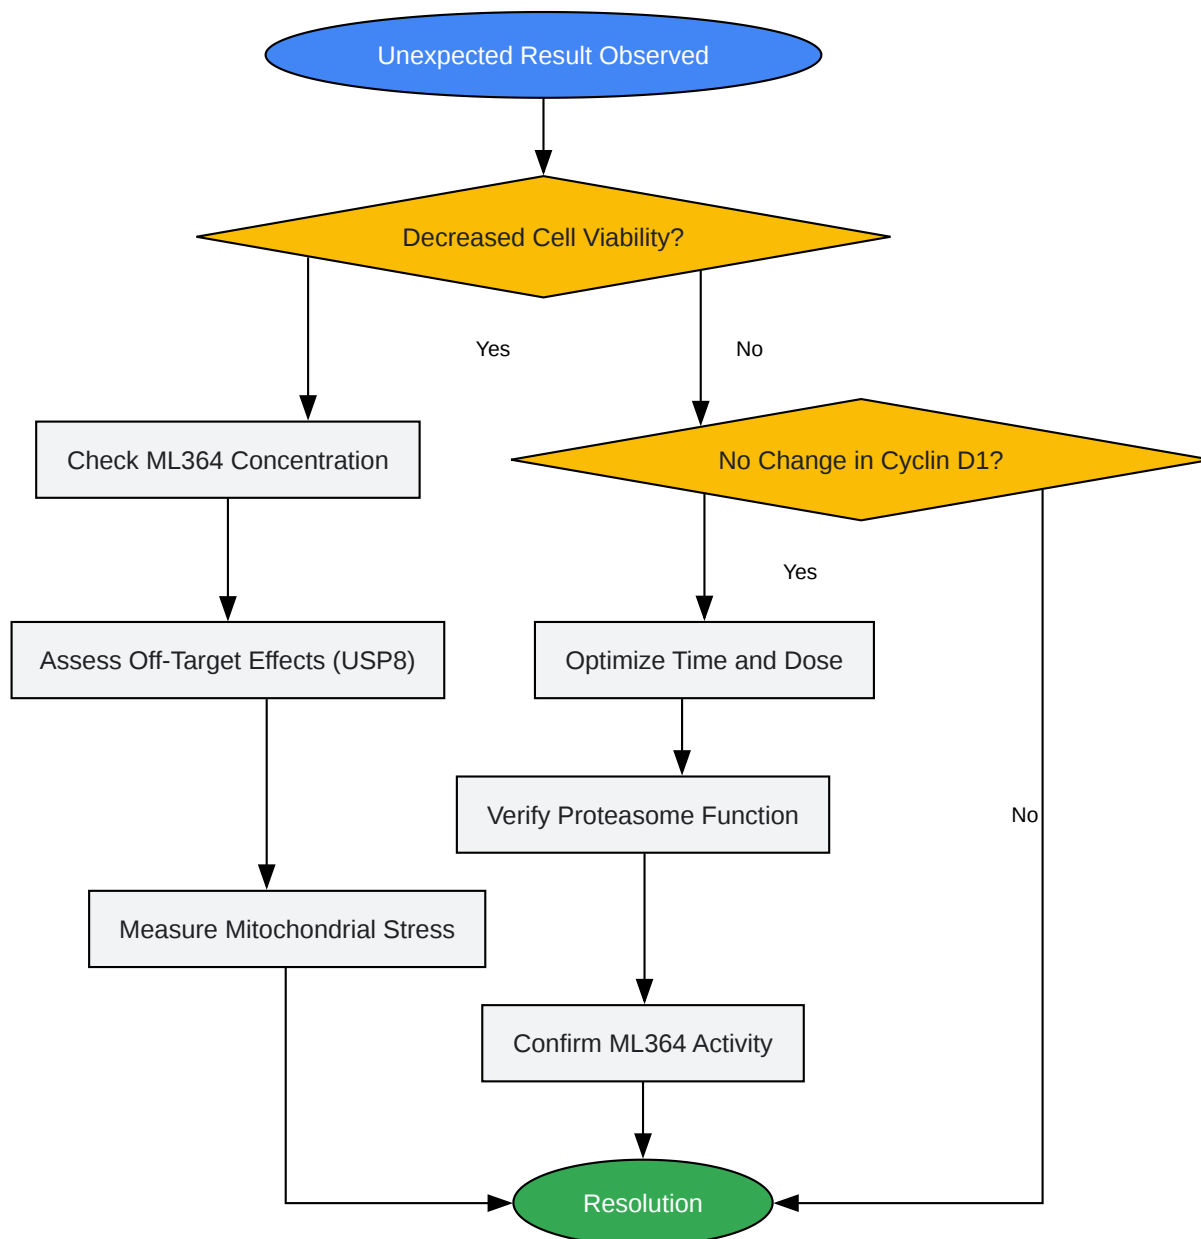 Unexpected Result Observed
Decreased Cell Viability?
Yes
No
Check ML364 Concentration
No Change in Cyclin D1?
Yes
Assess Off-Target Effects (USP8)
Optimize Time and Dose
Verify Proteasome Function
No
Measure Mitochondrial Stress
Confirm ML364 Activity
Resolution